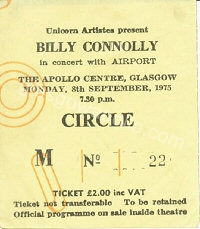 Unicorn Artistes present
BILLY CONNOLLY
in concert with AIRPORT
THE APOLLO CENTRE, GLASGOW
MONDAY, 8th SEPTEMBER, 1975
7.30 p.m.
CIRCLE
M Nº 22
TICKET £2.00 inc VAT
Ticket not transferable To be retained
Official programme on sale inside theatre